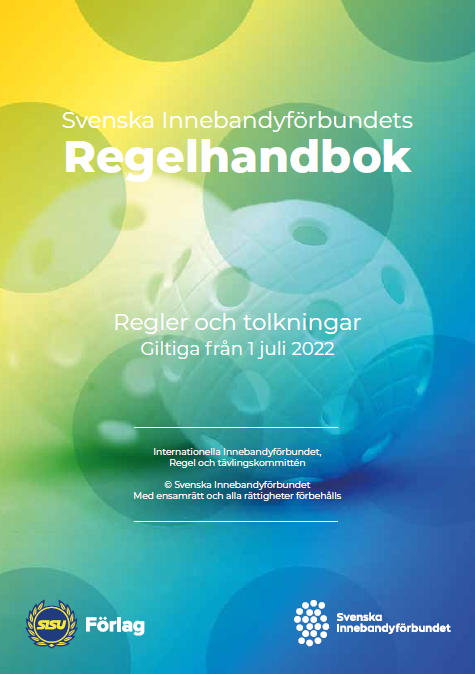 Svenska Innebandyförbundets
Regelhandbok
Regler och tolkningar
Giltiga från 1 juli 2022
Internationella Innebandyförbundet,
Regel och tävlingskommittén
© Svenska Innebandyförbundet
Med ensamrätt och alla rättigheter förbehålls
SISU
Förlag
Svenska
Innebandyförbundet